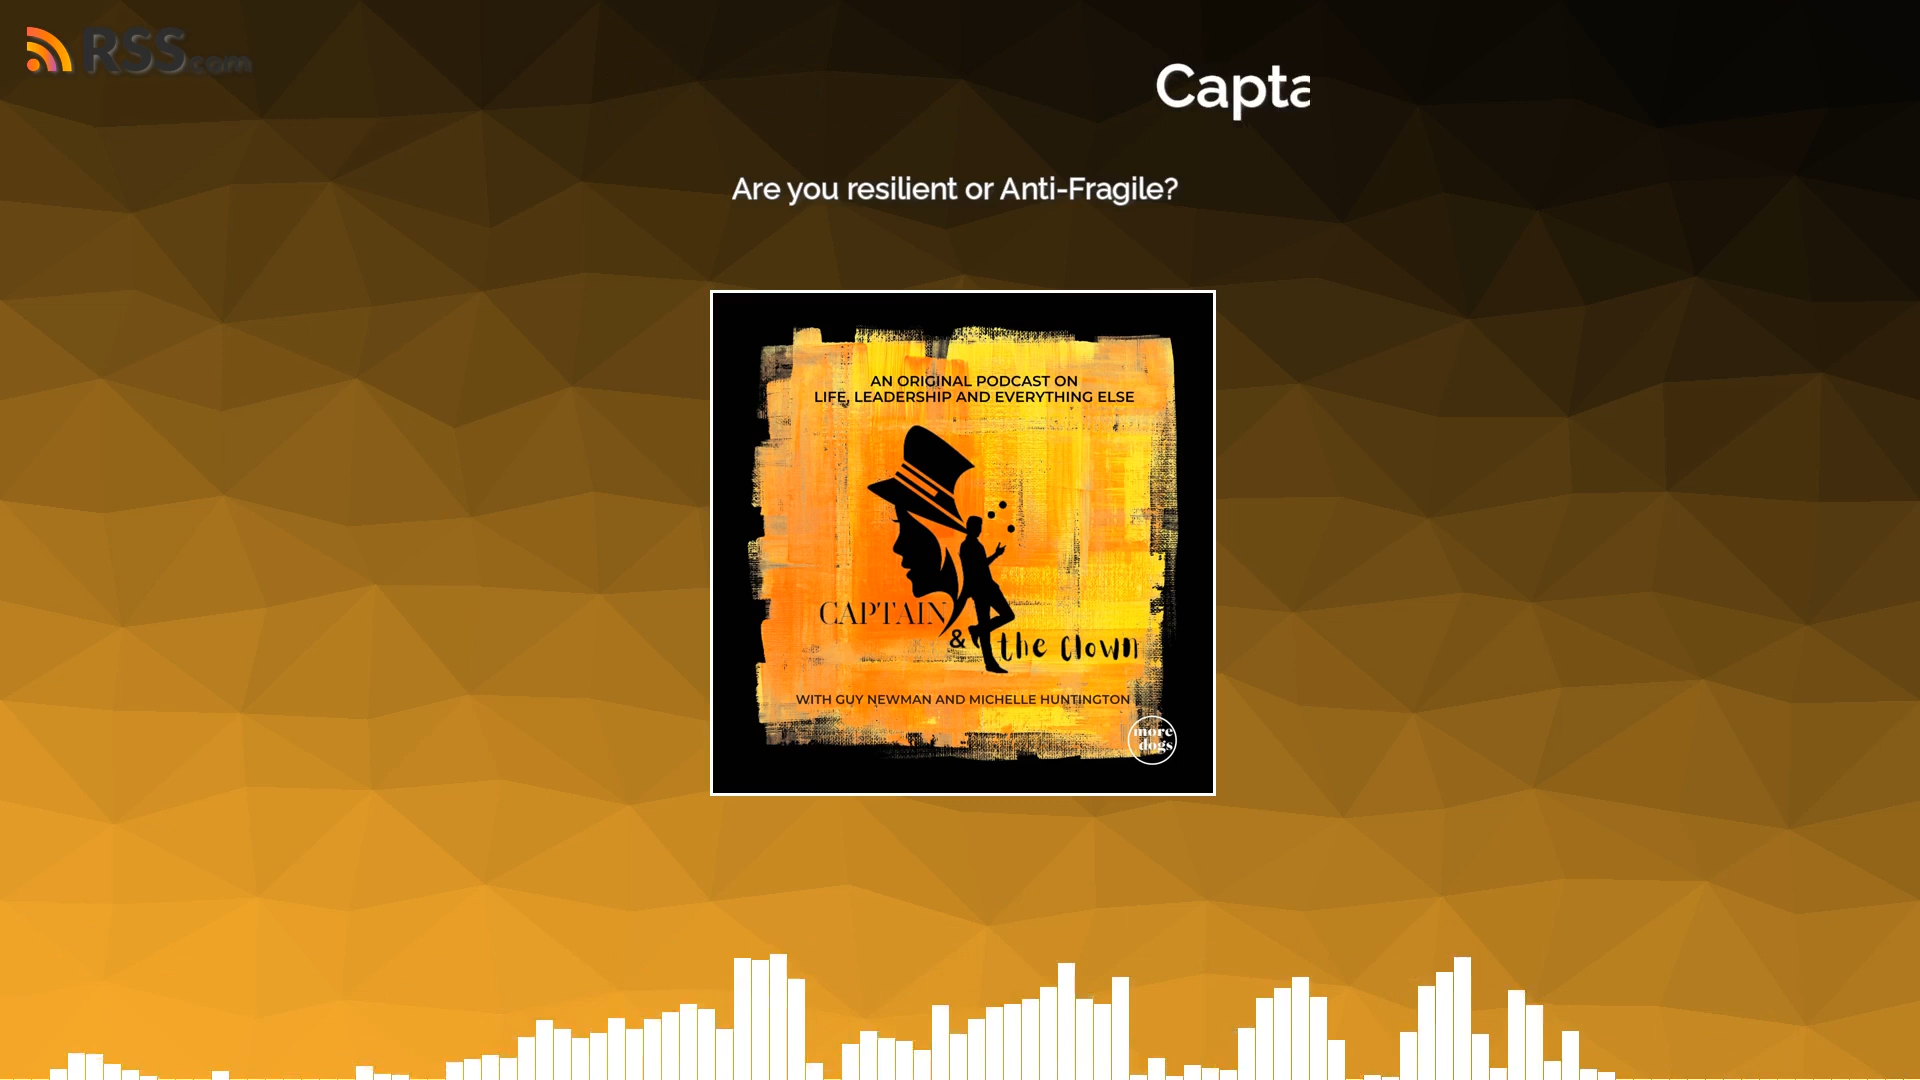 RSS.com
Capta
Are you resilient or Anti-Fragile?
AN ORIGINAL PODCAST ON
LIFE, LEADERSHIP AND EVERYTHING ELSE
CAPTAIN
& the Clown
WITH GUY NEWMAN AND MICHELLE HUNTINGTON
more
dogs